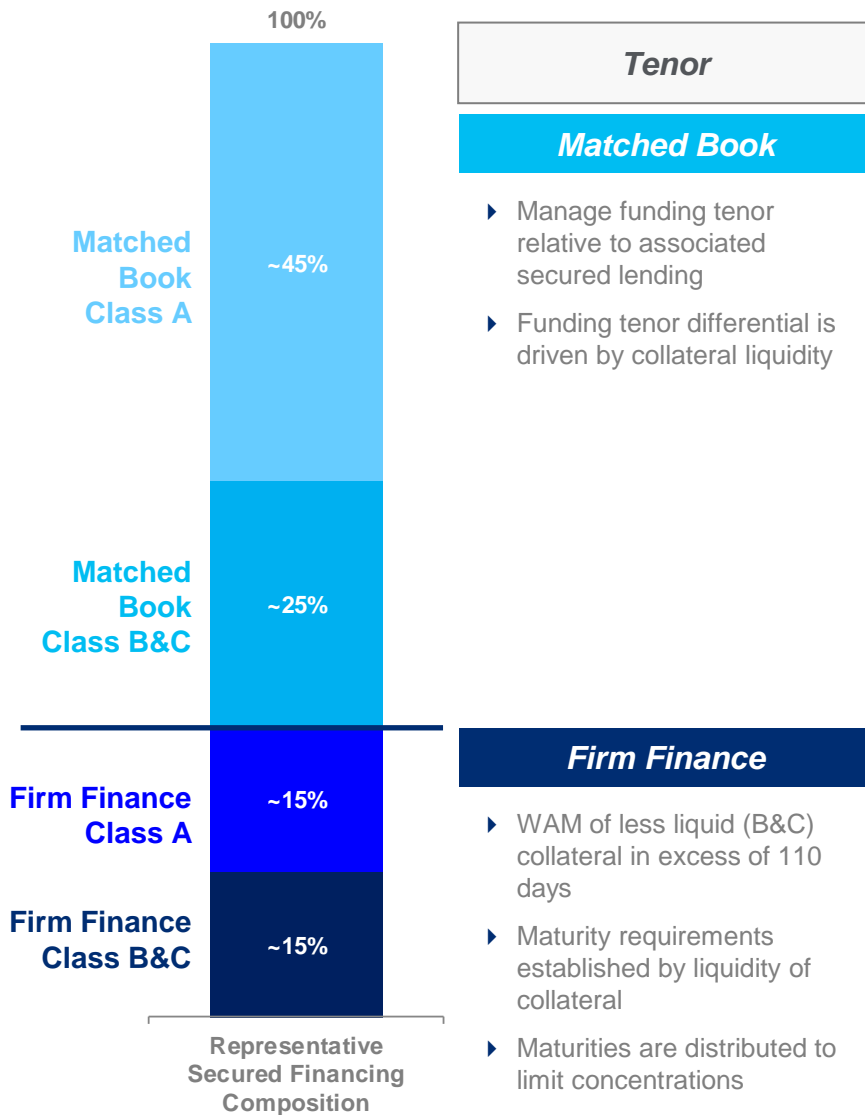 100%
Matched
Book
Class A
~45%
Matched
Book
Class B&C
~25%
Firm Finance
Class A
~15%
Firm Finance
Class B&C
~15%
Representative
Secured Financing
Composition
Tenor
Matched Book
Manage funding tenor
relative to associated
secured lending
Funding tenor differential is
driven by collateral liquidity
Firm Finance
WAM of less liquid (B&C)
collateral in excess of 110
days
Maturity requirements
established by liquidity of
collateral
Maturities are distributed to
limit concentrations